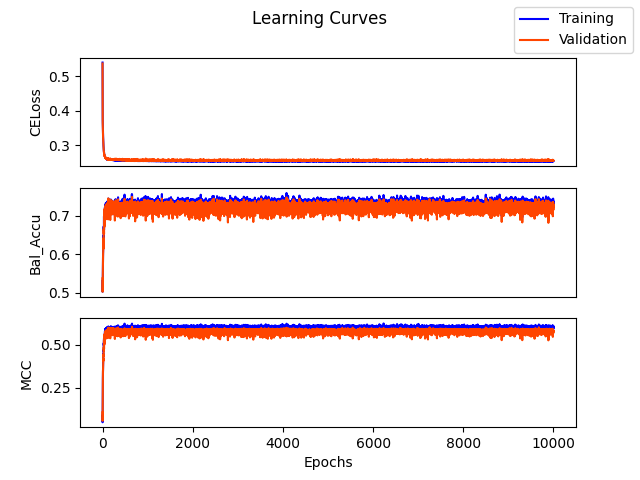 Learning Curves
Training
Validation
0.5
0.4
0.3
CELoss
0.7
0.6
0.5
Bal_Accu
0.50
0.25
MCC
0 2000 4000 6000 8000 10000
Epochs